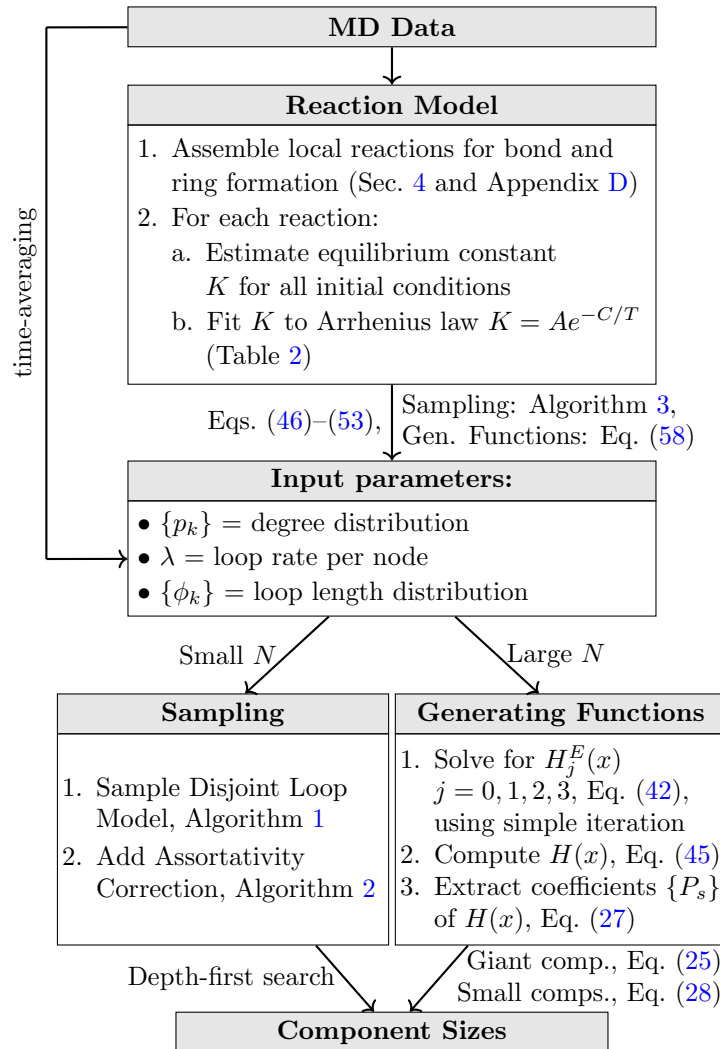 MD Data
time-averaging
Reaction Model
1. Assemble local reactions for bond and
ring formation (Sec. 4 and Appendix D)
2. For each reaction:
a. Estimate equilibrium constant
K for all initial conditions
b. Fit K to Arrhenius law K = Ae^{-C/T}
(Table 2)
Eqs. (46)–(53),
Sampling: Algorithm 3,
Gen. Functions: Eq. (58)
Input parameters:
• {p_k} = degree distribution
• λ = loop rate per node
• {ϕ_k} = loop length distribution
Small N
Large N
Sampling
1. Sample Disjoint Loop
Model, Algorithm 1
2. Add Assortativity
Correction, Algorithm 2
Generating Functions
1. Solve for H_j^E(x)
j = 0, 1, 2, 3, Eq. (42),
using simple iteration
2. Compute H(x), Eq. (45)
3. Extract coefficients {P_s}
of H(x), Eq. (27)
Depth-first search
Giant comp., Eq. (25)
Small comps., Eq. (28)
Component Sizes